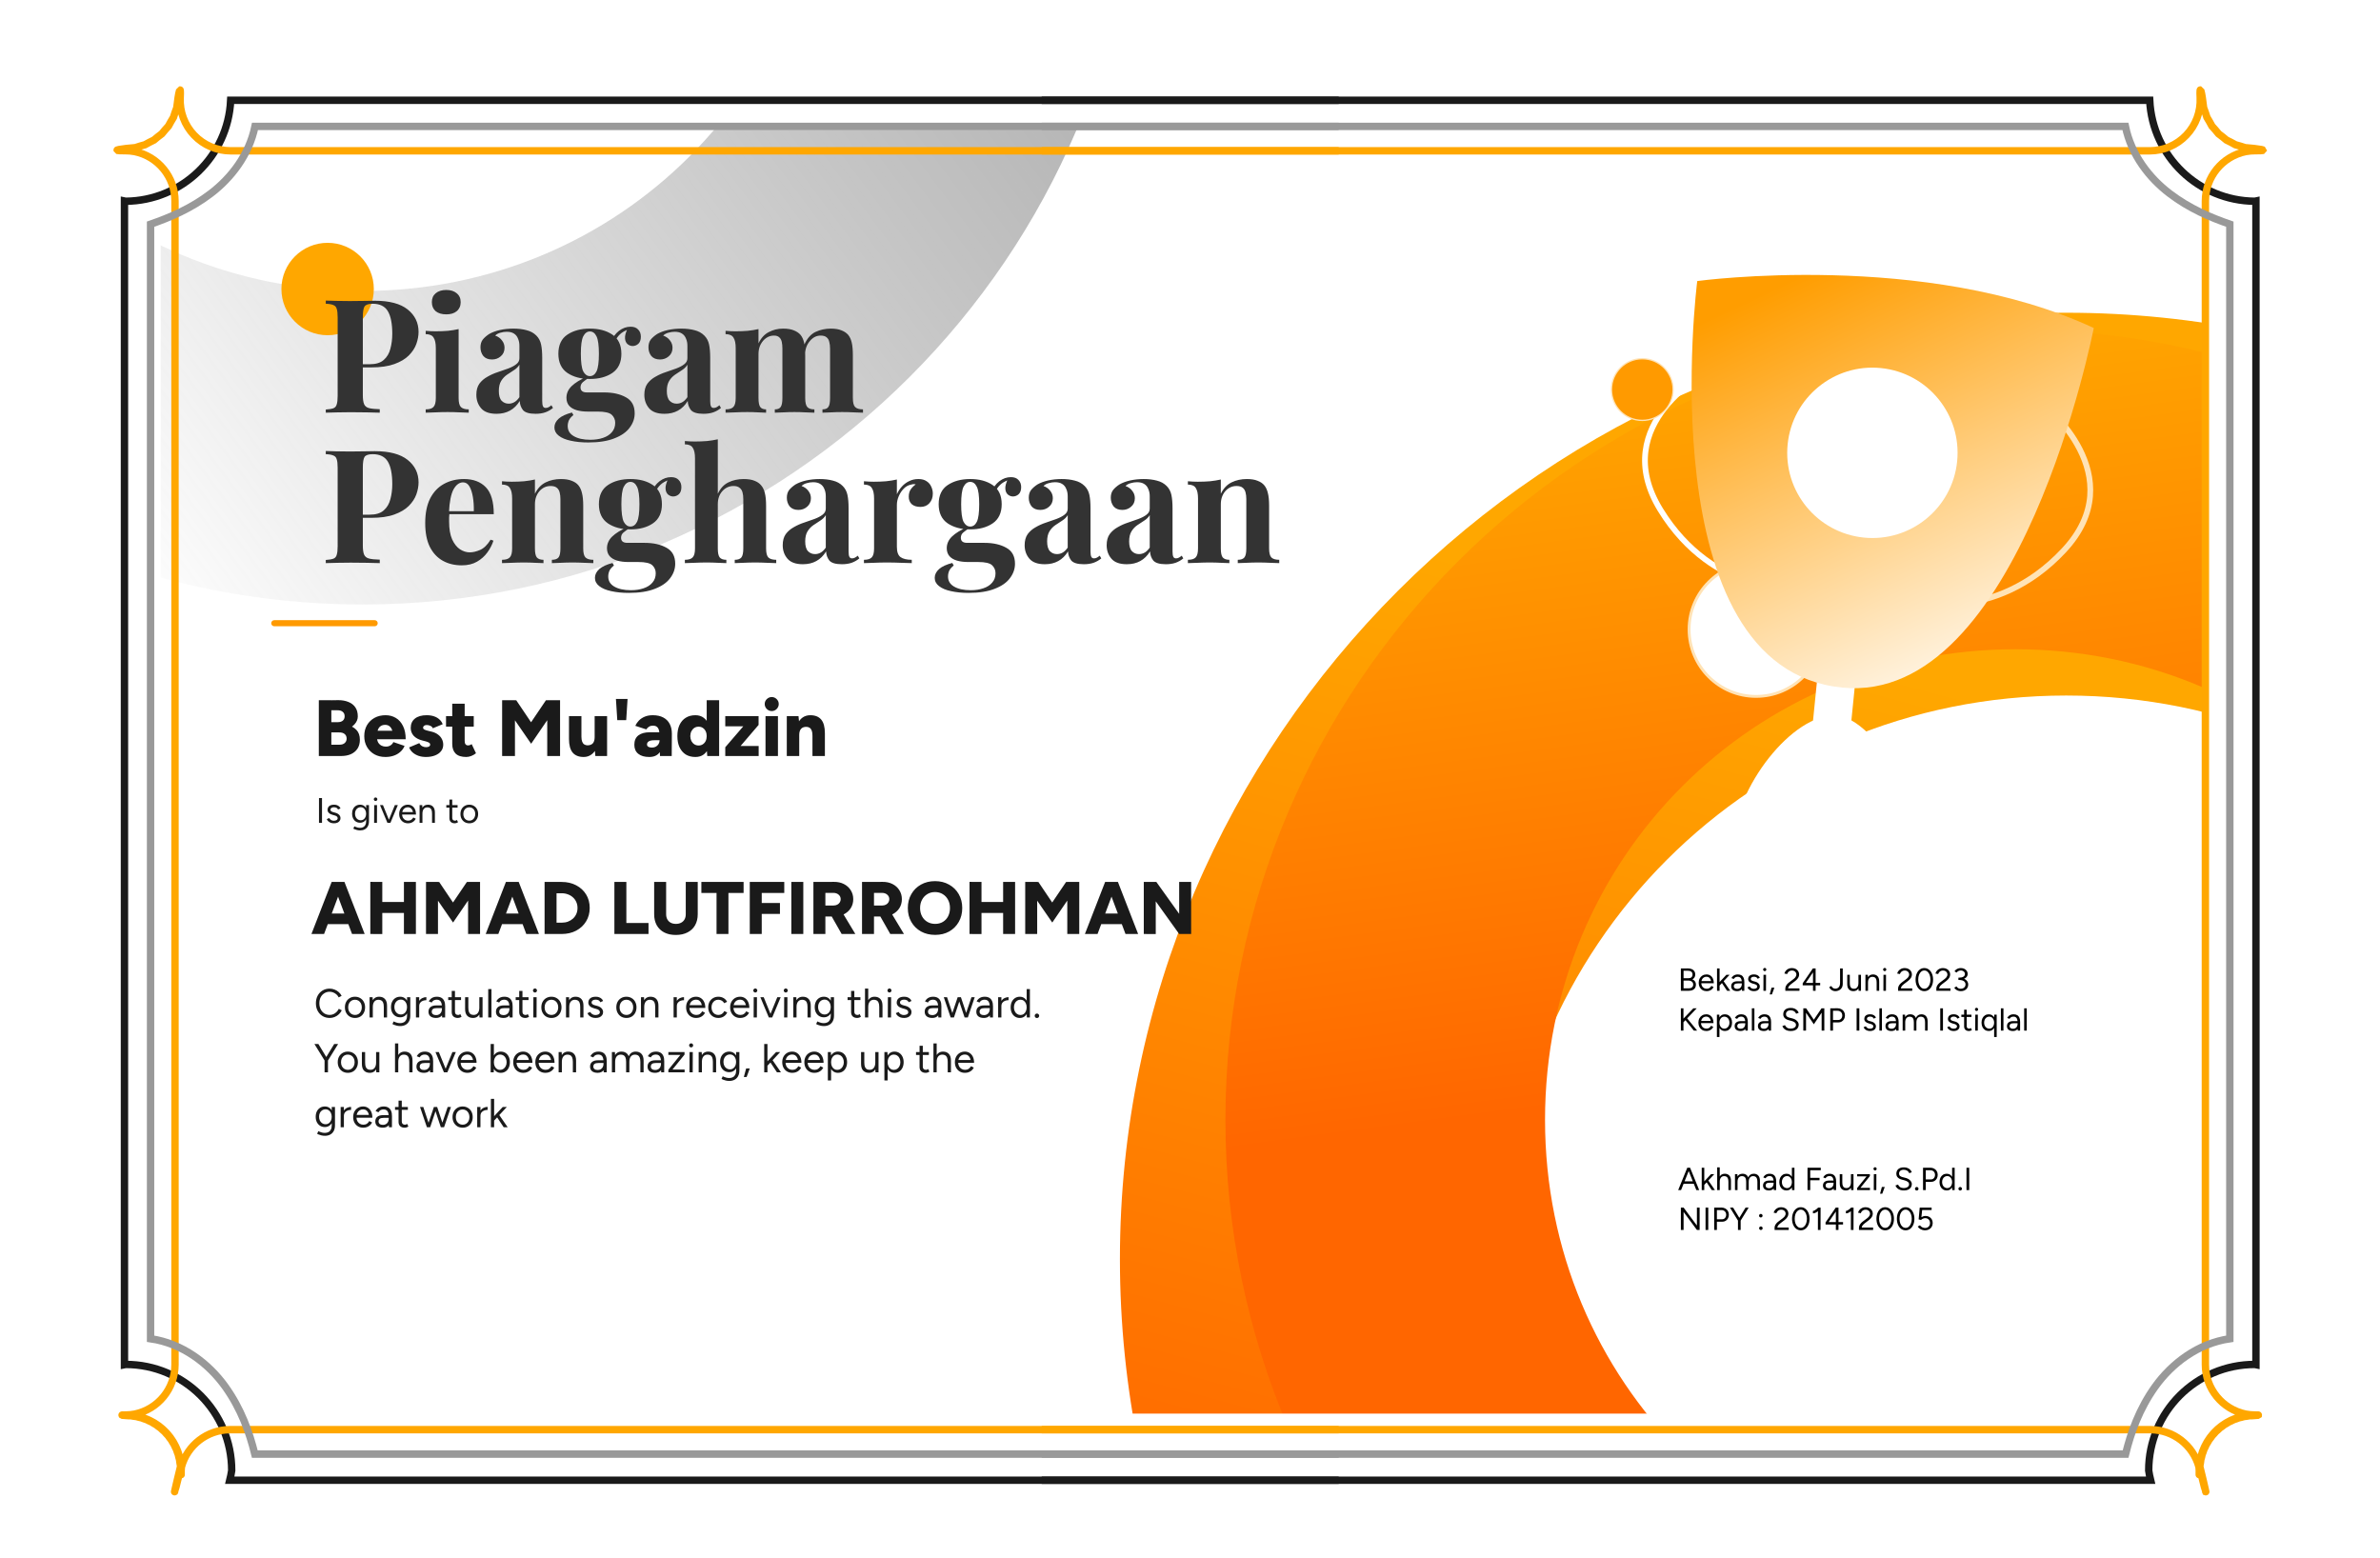 Piagam
Penghargaan
Best Mu'adzin
Is given to
AHMAD LUTFIRROHMAN
Congratulations on receiving this award.
You have been amazing, keep up the
great work
Bekasi, 24 Juni 2023
Kepala SMP Islam Istiqlal
Akhmad Fauzi, S.Pd.I
NIPY : 201412005